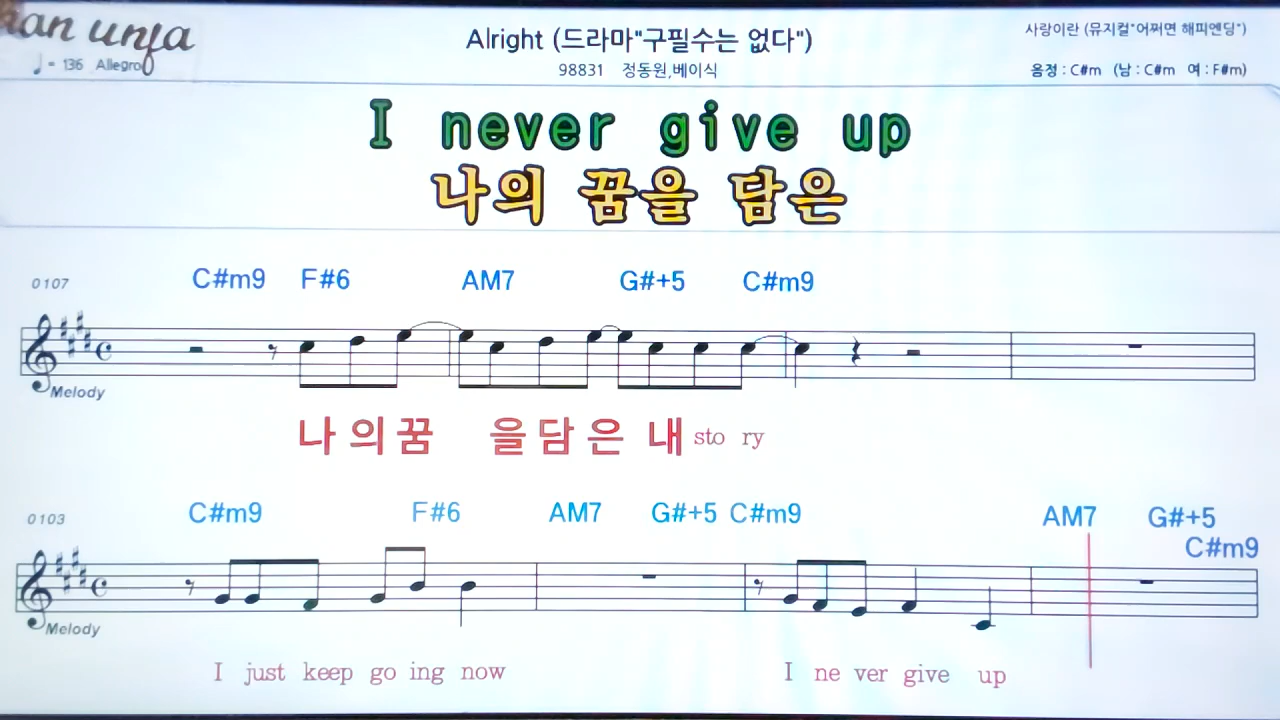 ♩= 136 Allegro
Alright (드라마"구필수는 없다")
98831 정동원,베이식
사랑이란 (뮤지컬"어쩌면 해피엔딩")
음정 : C#m (남 : C#m 여 : F#m)
I never give up
나의 꿈을 담은
0107 C#m9 F#6 AM7 G#+5 C#m9
Melody
나 의 꿈 을 담 은 내 sto ry
0103 C#m9 F#6 AM7 G#+5 C#m9 AM7 G#+5
C#m9
Melody
I just keep go ing now I ne ver give up